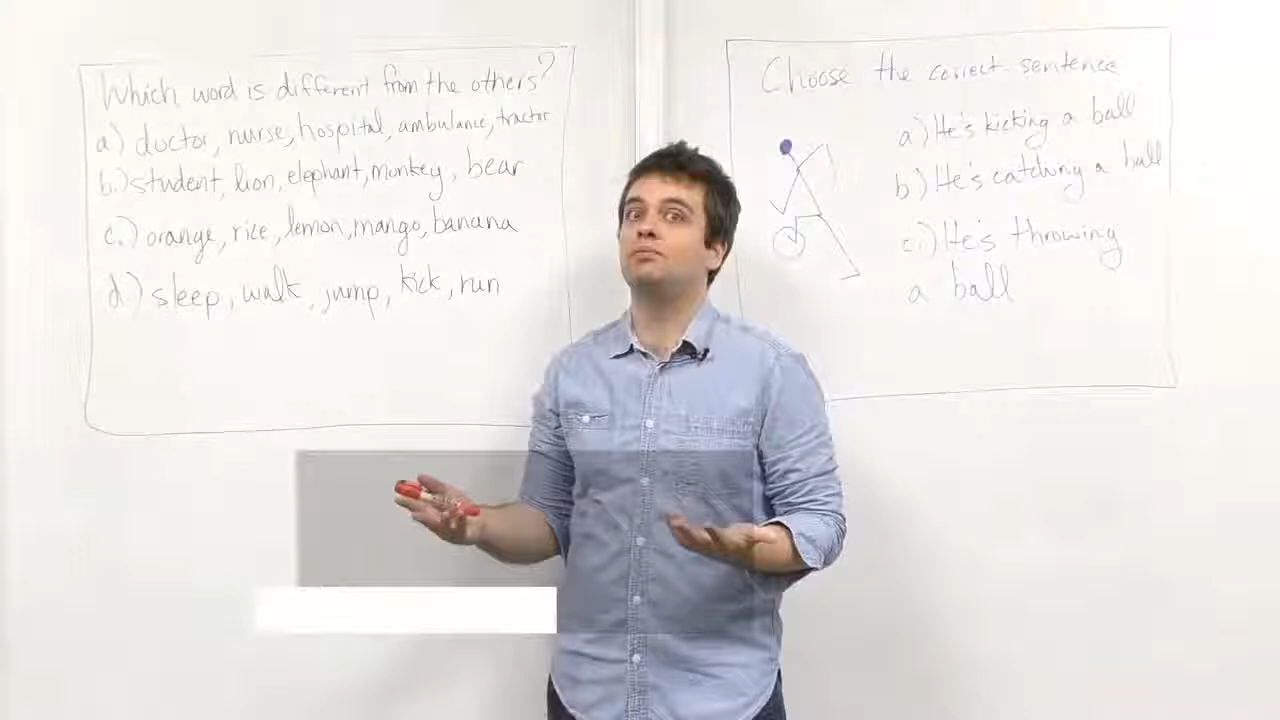 Which word is different from the others?
a) doctor, nurse, hospital, ambulance, tractor
b.) student, lion, elephant, monkey, bear
c.) orange, rice, lemon, mango, banana
d.) sleep, walk, jump, kick, run
Choose the correct sentence
a.) He's kicking a ball
b.) He's catching a ball
c.) He's throwing
a ball